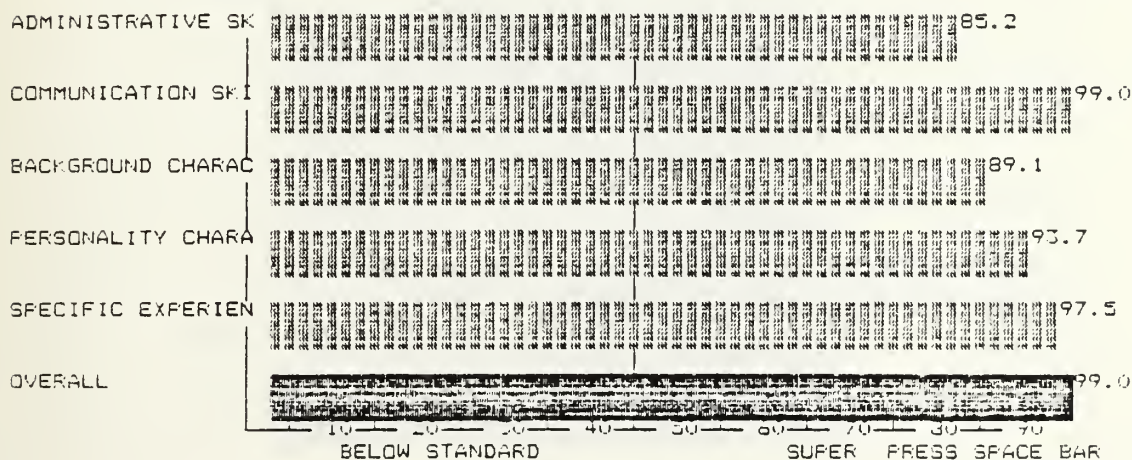 ADMINISTRATIVE SK 85.2
COMMUNICATION SKI 99.0
BACKGROUND CHARAC 89.1
PERSONALITY CHARA 93.7
SPECIFIC EXPERIEN 97.5
OVERALL 99.0
10 20 30 40 50 60 70 80 90
BELOW STANDARD SUPER PRESS SPACE BAR